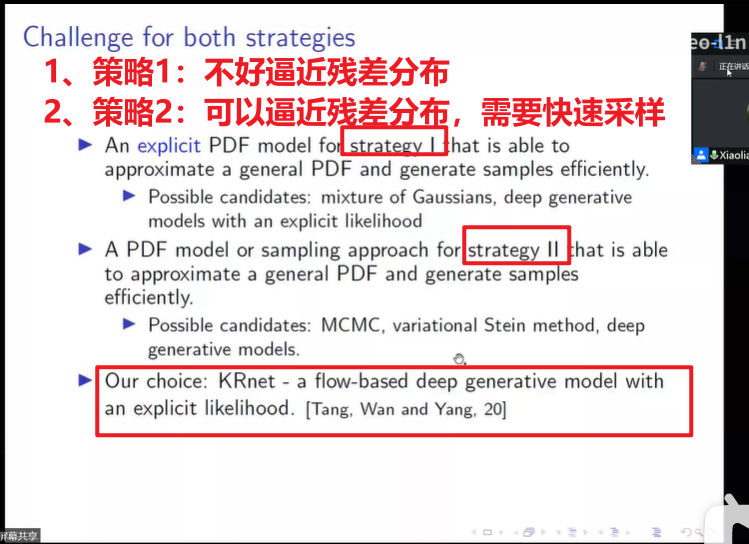 Challenge for both strategies
1、策略1：不好逼近残差分布
2、策略2：可以逼近残差分布，需要快速采样
An explicit PDF model for strategy I that is able to
approximate a general PDF and generate samples efficiently.
Possible candidates: mixture of Gaussians, deep generative
models with an explicit likelihood
A PDF model or sampling approach for strategy II that is able
to approximate a general PDF and generate samples
efficiently.
Possible candidates: MCMC, variational Stein method, deep
generative models.
Our choice: KRnet - a flow-based deep generative model with
an explicit likelihood. [Tang, Wan and Yang, 20]
eo-l1n
正在讲话
Xiaolia
屏幕共享